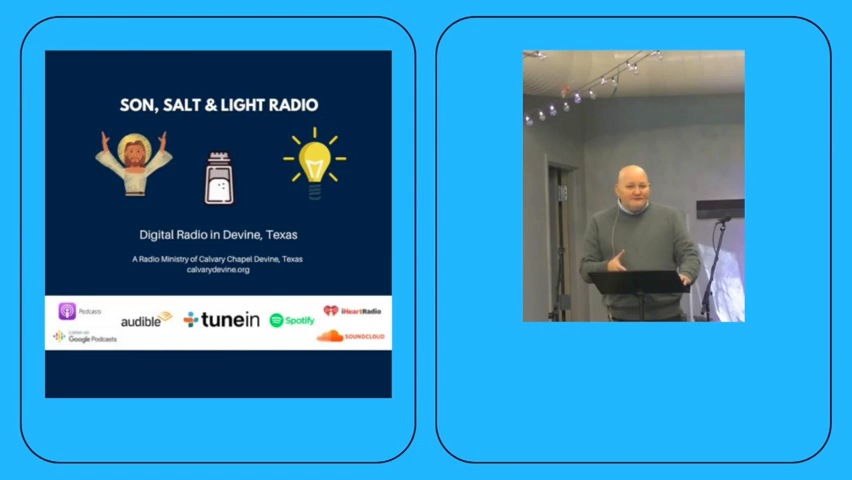 SON, SALT & LIGHT RADIO
Digital Radio in Devine, Texas
A Radio Ministry of Calvary Chapel Devine, Texas
calvarydevine.org
Podcasts
audible
tunein
Spotify
iHeartRadio
Google Podcasts
SOUNDCLOUD